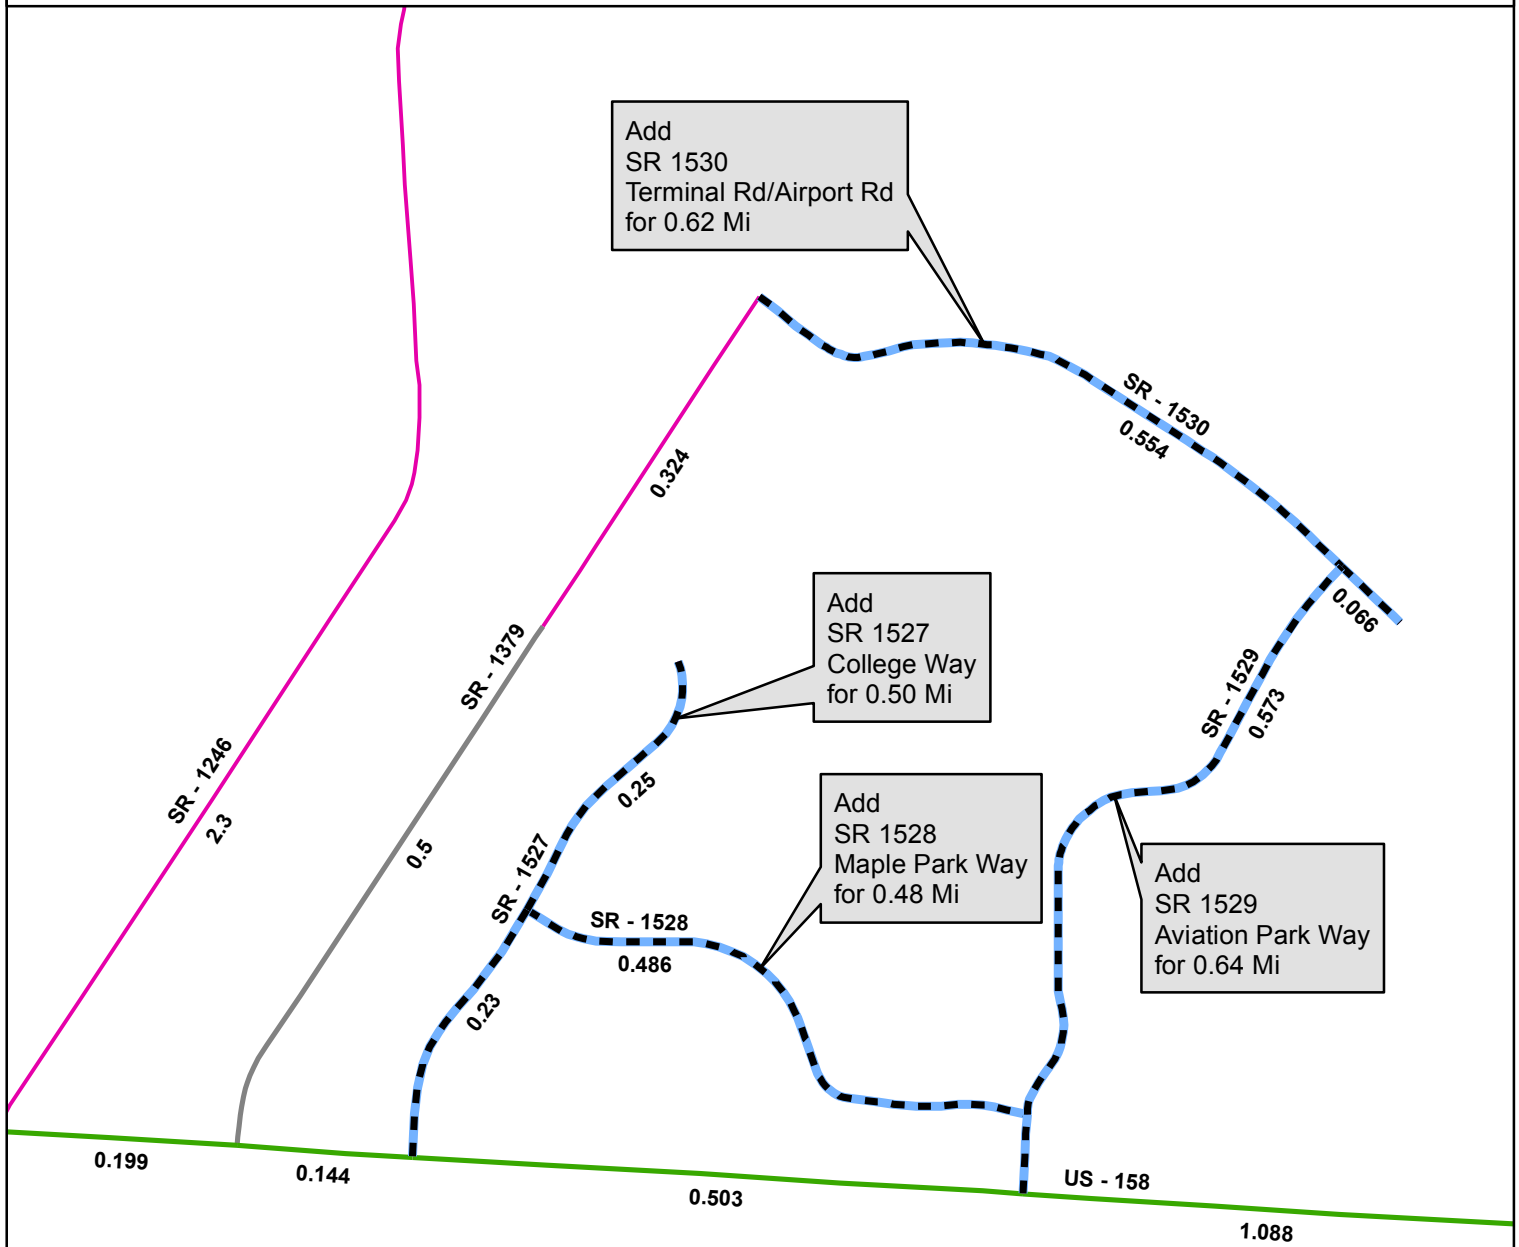 Add
SR 1530
Terminal Rd/Airport Rd
for 0.62 Mi
SR - 1530
0.554
0.066
0.324
SR - 1379
0.5
SR - 1246
2.3
Add
SR 1527
College Way
for 0.50 Mi
0.25
SR - 1527
0.23
Add
SR 1528
Maple Park Way
for 0.48 Mi
SR - 1528
0.486
SR - 1529
0.573
Add
SR 1529
Aviation Park Way
for 0.64 Mi
0.199
0.144
0.503
US - 158
1.088